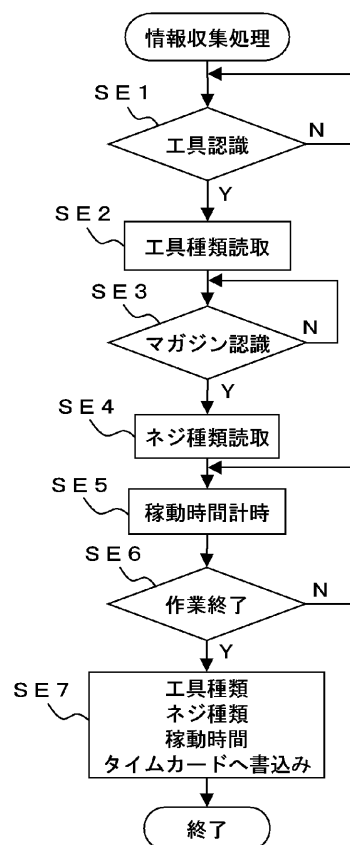 情報収集処理
SE1
工具認識
N
Y
SE2
工具種類読取
SE3
マガジン認識
N
Y
SE4
ネジ種類読取
SE5
稼動時間計時
SE6
作業終了
N
Y
SE7
工具種類
ネジ種類
稼動時間
タイムカードへ書込み
終了